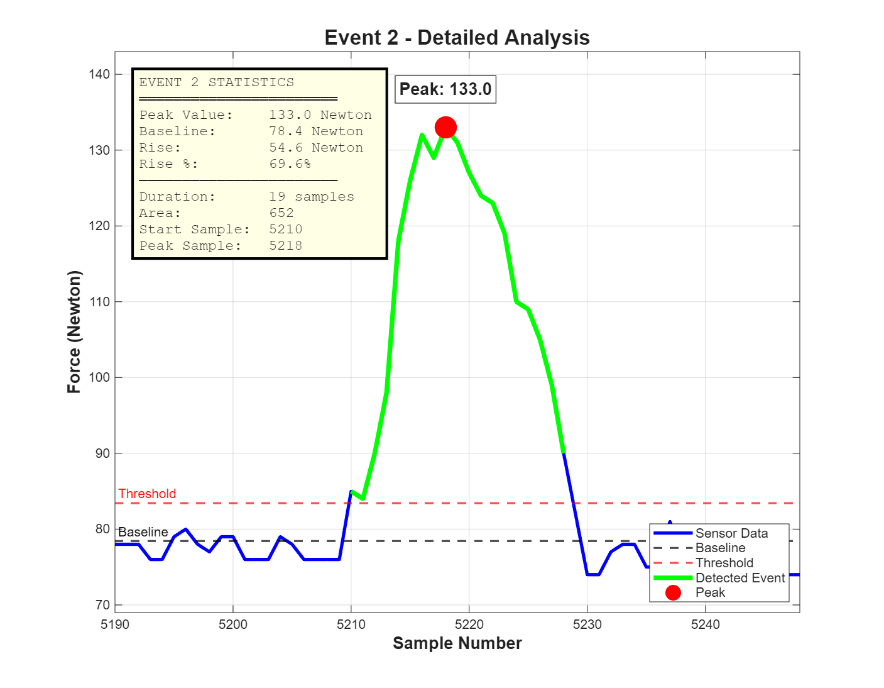 Event 2 - Detailed Analysis
EVENT 2 STATISTICS
Peak Value: 133.0 Newton
Baseline: 78.4 Newton
Rise: 54.6 Newton
Rise %: 69.6%
Duration: 19 samples
Area: 652
Start Sample: 5210
Peak Sample: 5218
Peak: 133.0
140
130
120
110
100
90
80
70
Force (Newton)
Threshold
Baseline
Sensor Data
Baseline
Threshold
Detected Event
Peak
5190 5200 5210 5220 5230 5240
Sample Number